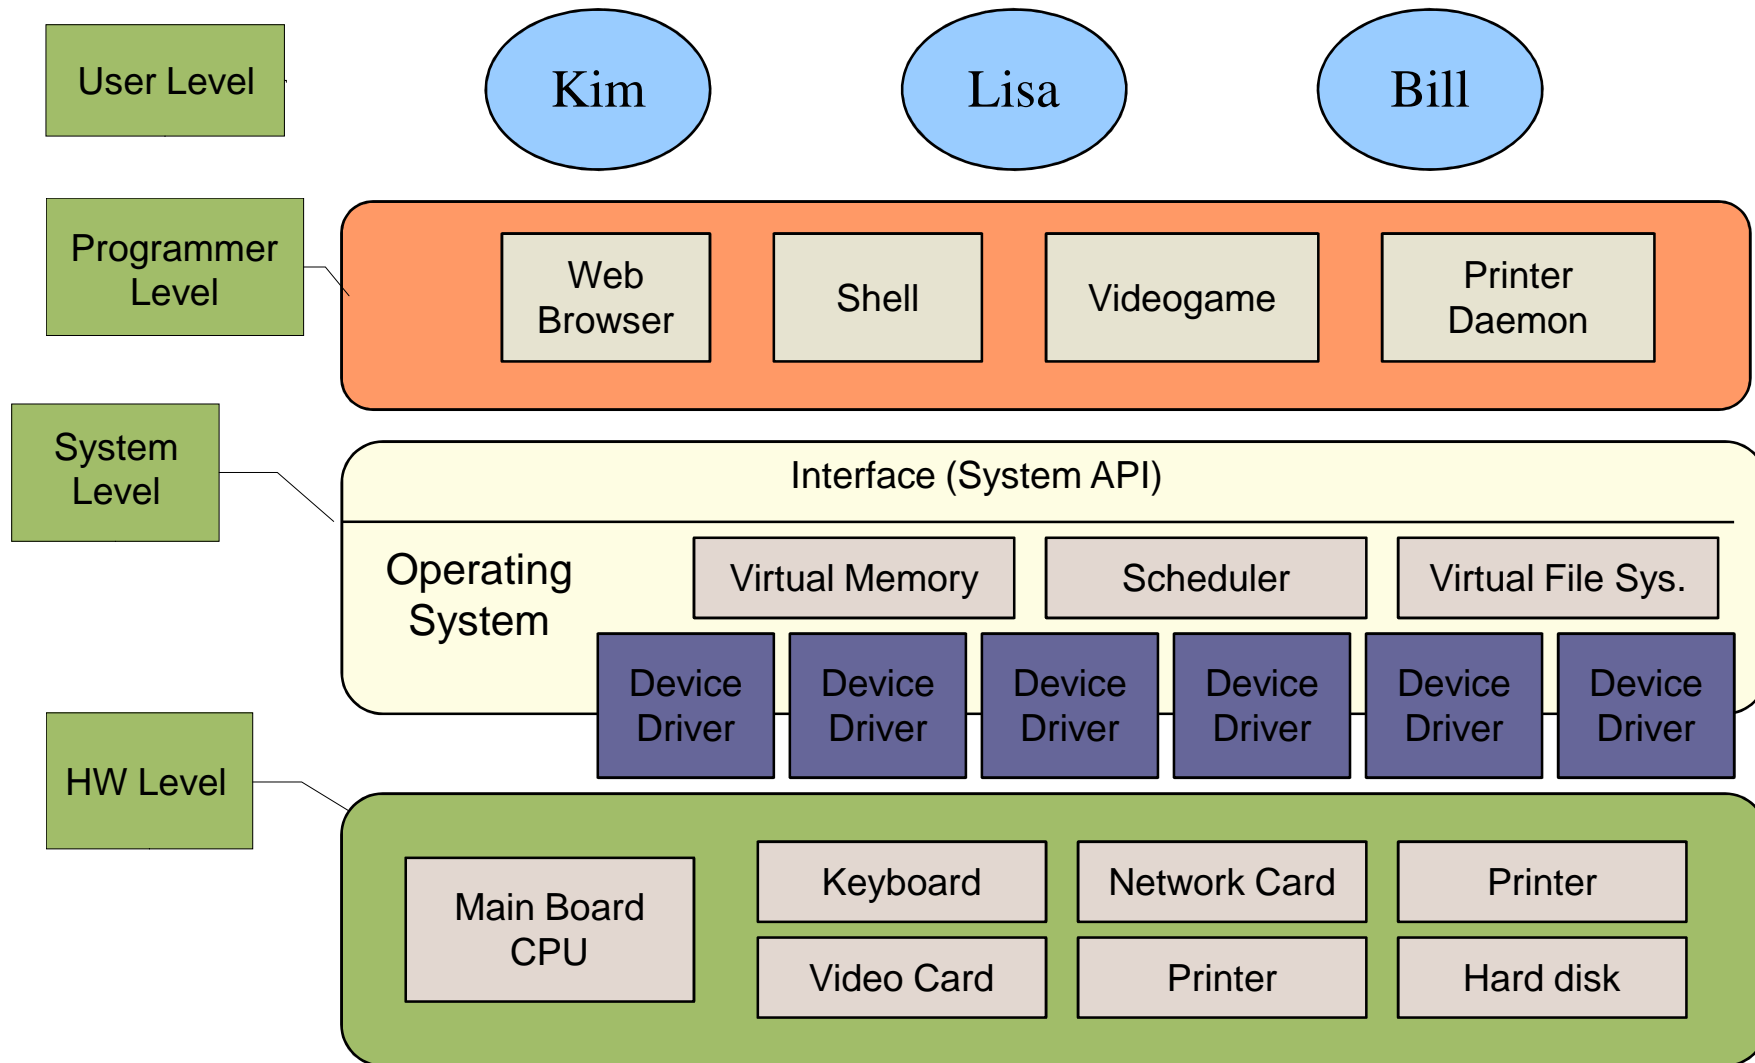 User Level
Kim
Lisa
Bill
Programmer
Level
Web
Browser
Shell
Videogame
Printer
Daemon
System
Level
Interface (System API)
Operating
System
Virtual Memory
Scheduler
Virtual File Sys.
Device
Driver
Device
Driver
Device
Driver
Device
Driver
Device
Driver
Device
Driver
HW Level
Main Board
CPU
Keyboard
Network Card
Printer
Video Card
Printer
Hard disk